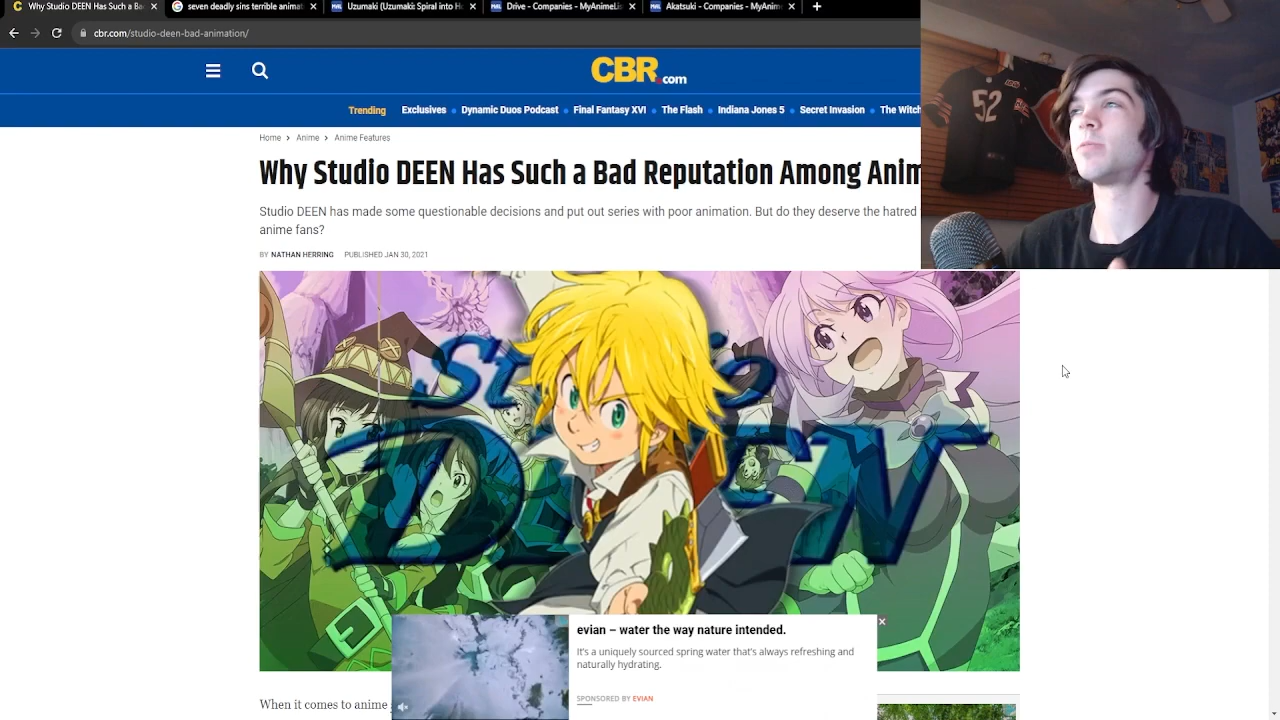 Why Studio DEEN Has Such a B
seven deadly sins terrible animati
Uzumaki (Uzumaki: Spiral into H
Drive - Companies - MyAnimeLis
Akatsuki - Companies - MyAnim
cbr.com/studio-deen-bad-animation/
CBR.com
Trending
Exclusives
Dynamic Duos Podcast
Final Fantasy XVI
The Flash
Indiana Jones 5
Secret Invasion
The Witch
Home > Anime > Anime Features
52
Why Studio DEEN Has Such a Bad Reputation Among Anim
Studio DEEN has made some questionable decisions and put out series with poor animation. But do they deserve the hatred
anime fans?
BY NATHAN HERRING PUBLISHED JAN 30, 2021
St o
D EN
evian – water the way nature intended.
It's a uniquely sourced spring water that's always refreshing and
naturally hydrating.
SPONSORED BY EVIAN
When it comes to anime